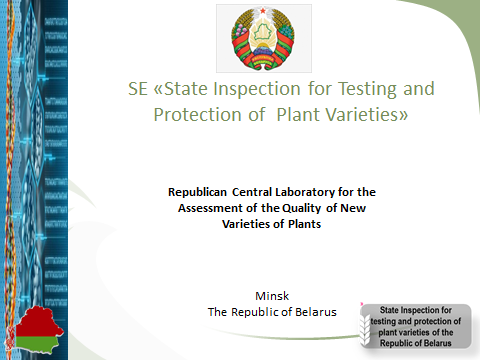 SE «State Inspection for Testing and
Protection of Plant Varieties»
Republican Central Laboratory for the
Assessment of the Quality of New
Varieties of Plants
Minsk
The Republic of Belarus
State Inspection for
testing and protection of
plant varieties of the
Republic of Belarus